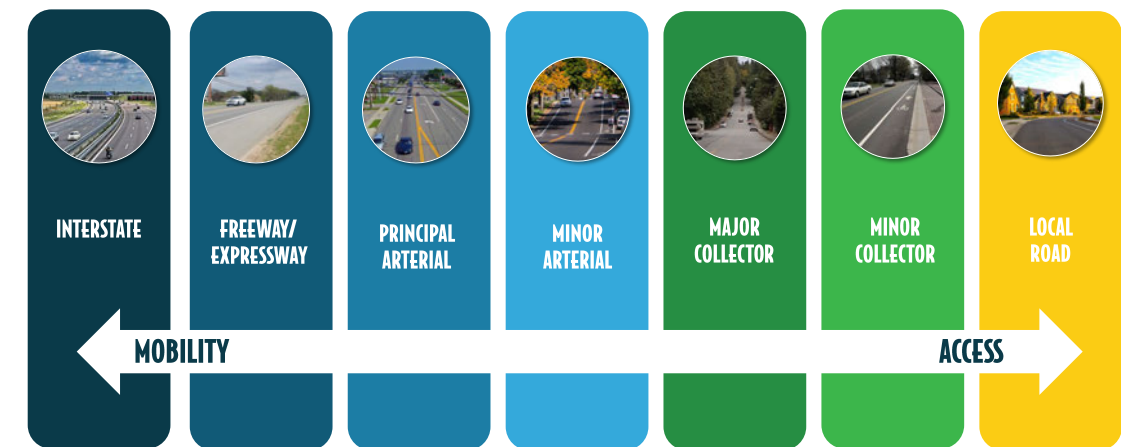 INTERSTATE
FREEWAY/
EXPRESSWAY
PRINCIPAL
ARTERIAL
MINOR
ARTERIAL
MAJOR
COLLECTOR
MINOR
COLLECTOR
LOCAL
ROAD
MOBILITY
ACCESS